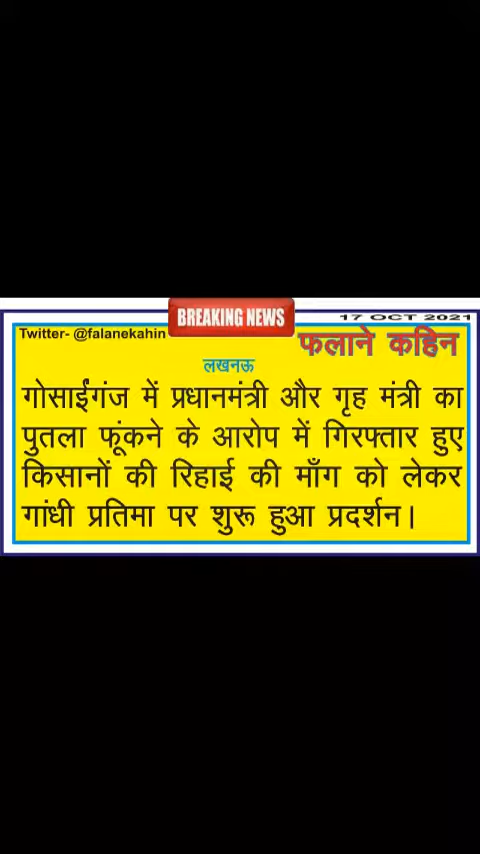 BREAKING NEWS
17 OCT 2021
Twitter- @falanekahin
फलाने कहिन
लखनऊ
गोसाईंगंज में प्रधानमंत्री और गृह मंत्री का
पुतला फूंकने के आरोप में गिरफ्तार हुए
किसानों की रिहाई की माँग को लेकर
गांधी प्रतिमा पर शुरू हुआ प्रदर्शन।